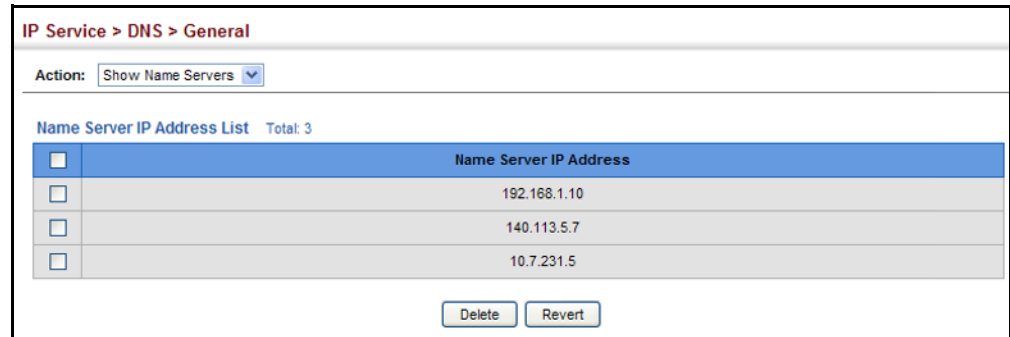 IP Service > DNS > General
Action: Show Name Servers
Name Server IP Address List Total: 3
Name Server IP Address
192.168.1.10
140.113.5.7
10.7.231.5
Delete Revert